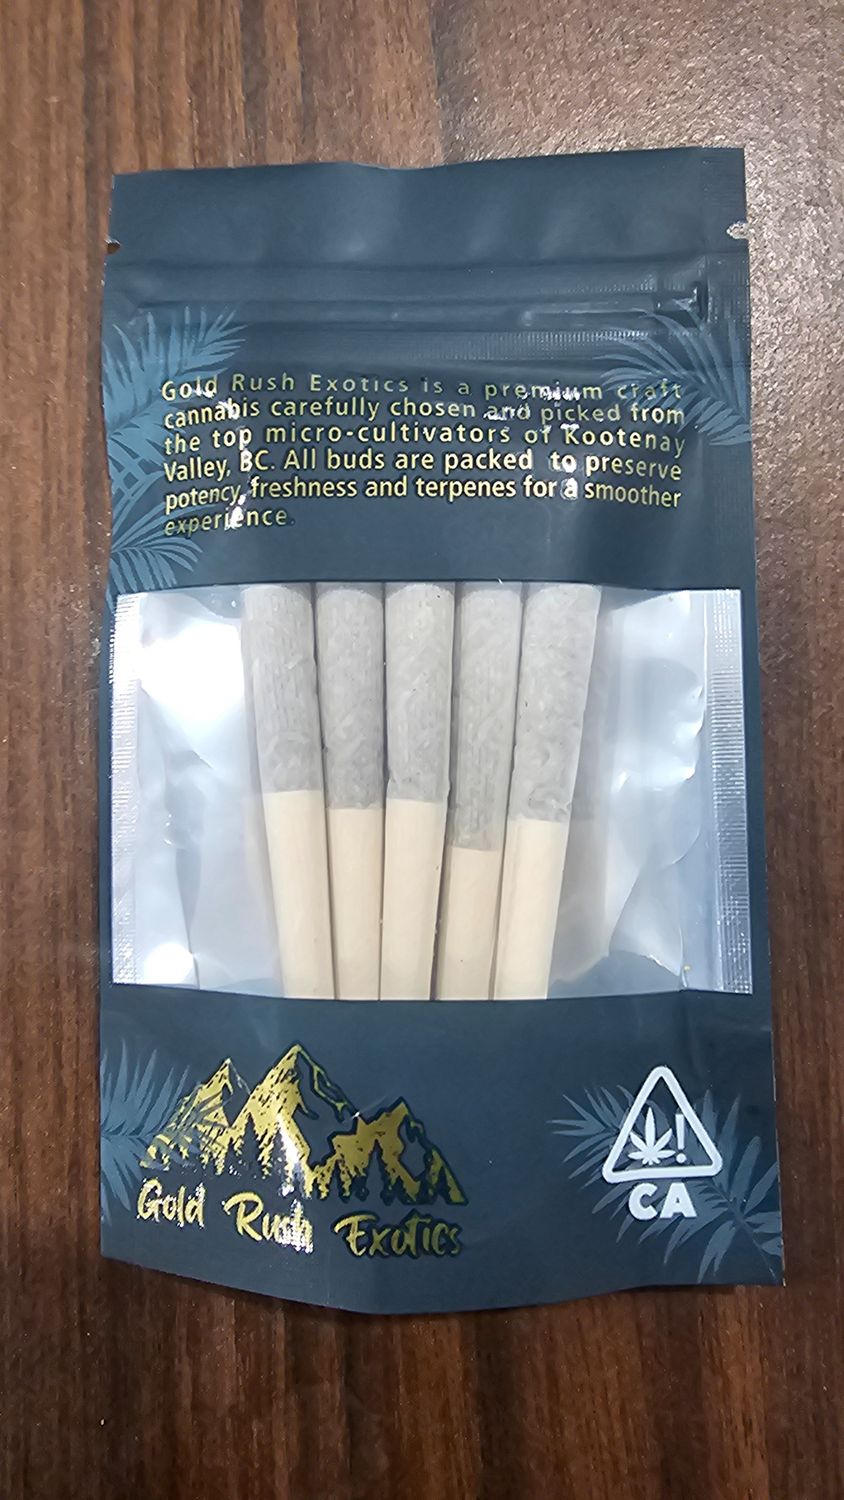 Gold Rush Exotics is a premium craft
cannabis carefully chosen and picked from
the top micro-cultivators of Kootenay
Valley, BC. All buds are packed to preserve
potency, freshness and terpenes for a smoother
experience.
Gold Rush Exotics
!
CA